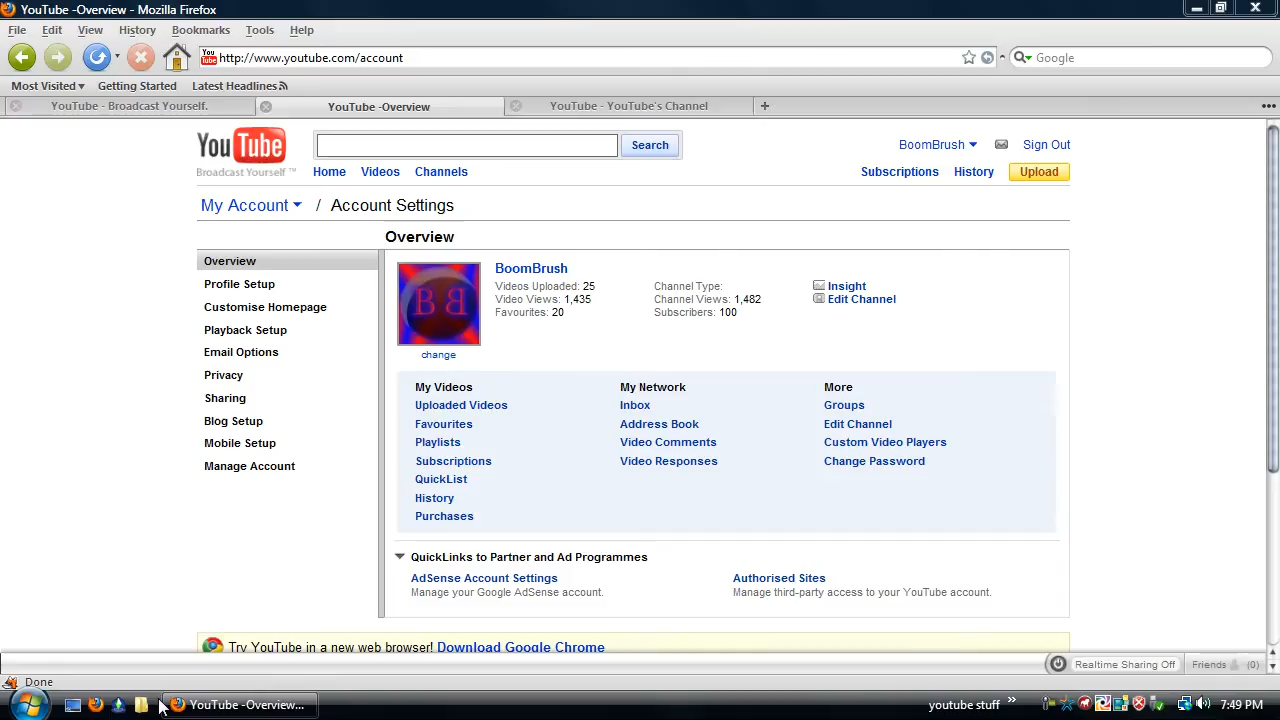 YouTube -Overview - Mozilla Firefox
File Edit View History Bookmarks Tools Help
You Tube http://www.youtube.com/account Google
Most Visited Getting Started Latest Headlines
YouTube - Broadcast Yourself. YouTube -Overview YouTube - YouTube's Channel
YouTube Search BoomBrush Sign Out
Broadcast Yourself ™ Home Videos Channels Subscriptions History Upload
My Account / Account Settings
Overview
Overview
Profile Setup
Customise Homepage
Playback Setup
Email Options
Privacy
Sharing
Blog Setup
Mobile Setup
Manage Account
B B
change
BoomBrush
Videos Uploaded: 25 Channel Type: Insight
Video Views: 1,435 Channel Views: 1,482 Edit Channel
Favourites: 20 Subscribers: 100
My Videos My Network More
Uploaded Videos Inbox Groups
Favourites Address Book Edit Channel
Playlists Video Comments Custom Video Players
Subscriptions Video Responses Change Password
QuickList
History
Purchases
QuickLinks to Partner and Ad Programmes
AdSense Account Settings Authorised Sites
Manage your Google AdSense account. Manage third-party access to your YouTube account.
Try YouTube in a new web browser! Download Google Chrome
Realtime Sharing Off Friends (0)
Done
YouTube -Overview... youtube stuff 7:49 PM